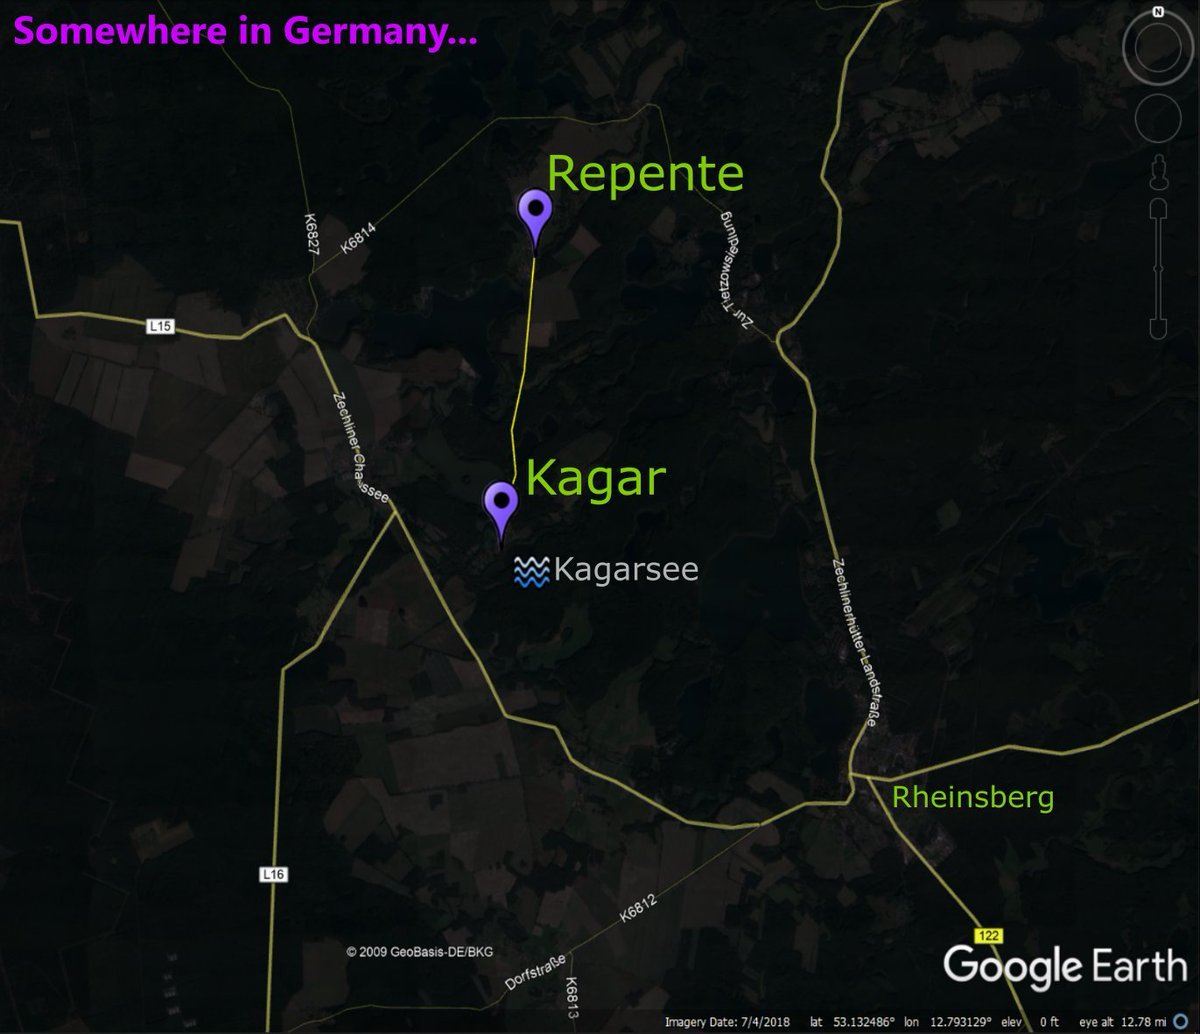 Somewhere in Germany...
N
Repente
K6827
K6814
Zur Tietzowsiedlung
L15
Zechliner Chaussee
Kagar
Kagarsee
Zechlinerhütter Landstraße
Rheinsberg
L16
K6812
122
© 2009 GeoBasis-DE/BKG
Dorfstraße
K6813
Google Earth
Imagery Date: 7/4/2018 lat 53.132486° lon 12.793129° elev 0 ft eye alt 12.78 mi